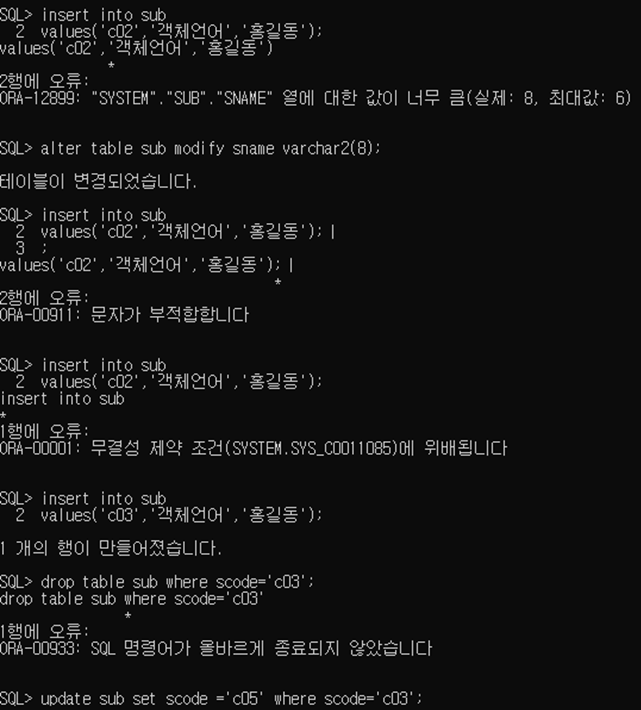 SQL> insert into sub
2 values('c02','객체언어','홍길동');
values('c02','객체언어','홍길동')
*
2행에 오류:
ORA-12899: "SYSTEM"."SUB"."SNAME" 열에 대한 값이 너무 큼(실제: 8, 최대값: 6)
SQL> alter table sub modify sname varchar2(8);
테이블이 변경되었습니다.
SQL> insert into sub
2 values('c02','객체언어','홍길동'); |
3 ;
values('c02','객체언어','홍길동'); |
*
2행에 오류:
ORA-00911: 문자가 부적합합니다
SQL> insert into sub
2 values('c02','객체언어','홍길동');
insert into sub
*
1행에 오류:
ORA-00001: 무결성 제약 조건(SYSTEM.SYS_C0011085)에 위배됩니다
SQL> insert into sub
2 values('c03','객체언어','홍길동');
1 개의 행이 만들어졌습니다.
SQL> drop table sub where scode='c03';
drop table sub where scode='c03'
*
1행에 오류:
ORA-00933: SQL 명령어가 올바르게 종료되지 않았습니다
SQL> update sub set scode ='c05' where scode='c03';